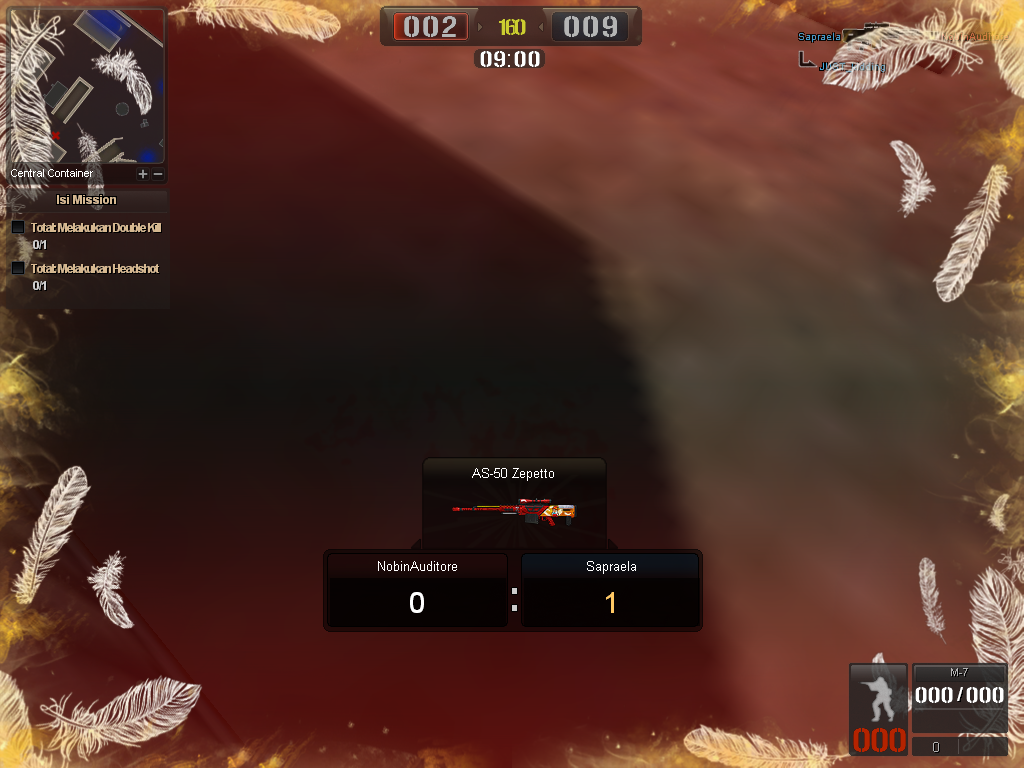 002
160
009
09:00
Sapraela
Central Container
Isi Mission
Total: Melakukan Double Kill
0/1
Total: Melakukan Headshot
0/1
AS-50 Zepetto
NobinAuditore
Sapraela
0 : 1
M-7
000/000
000
0